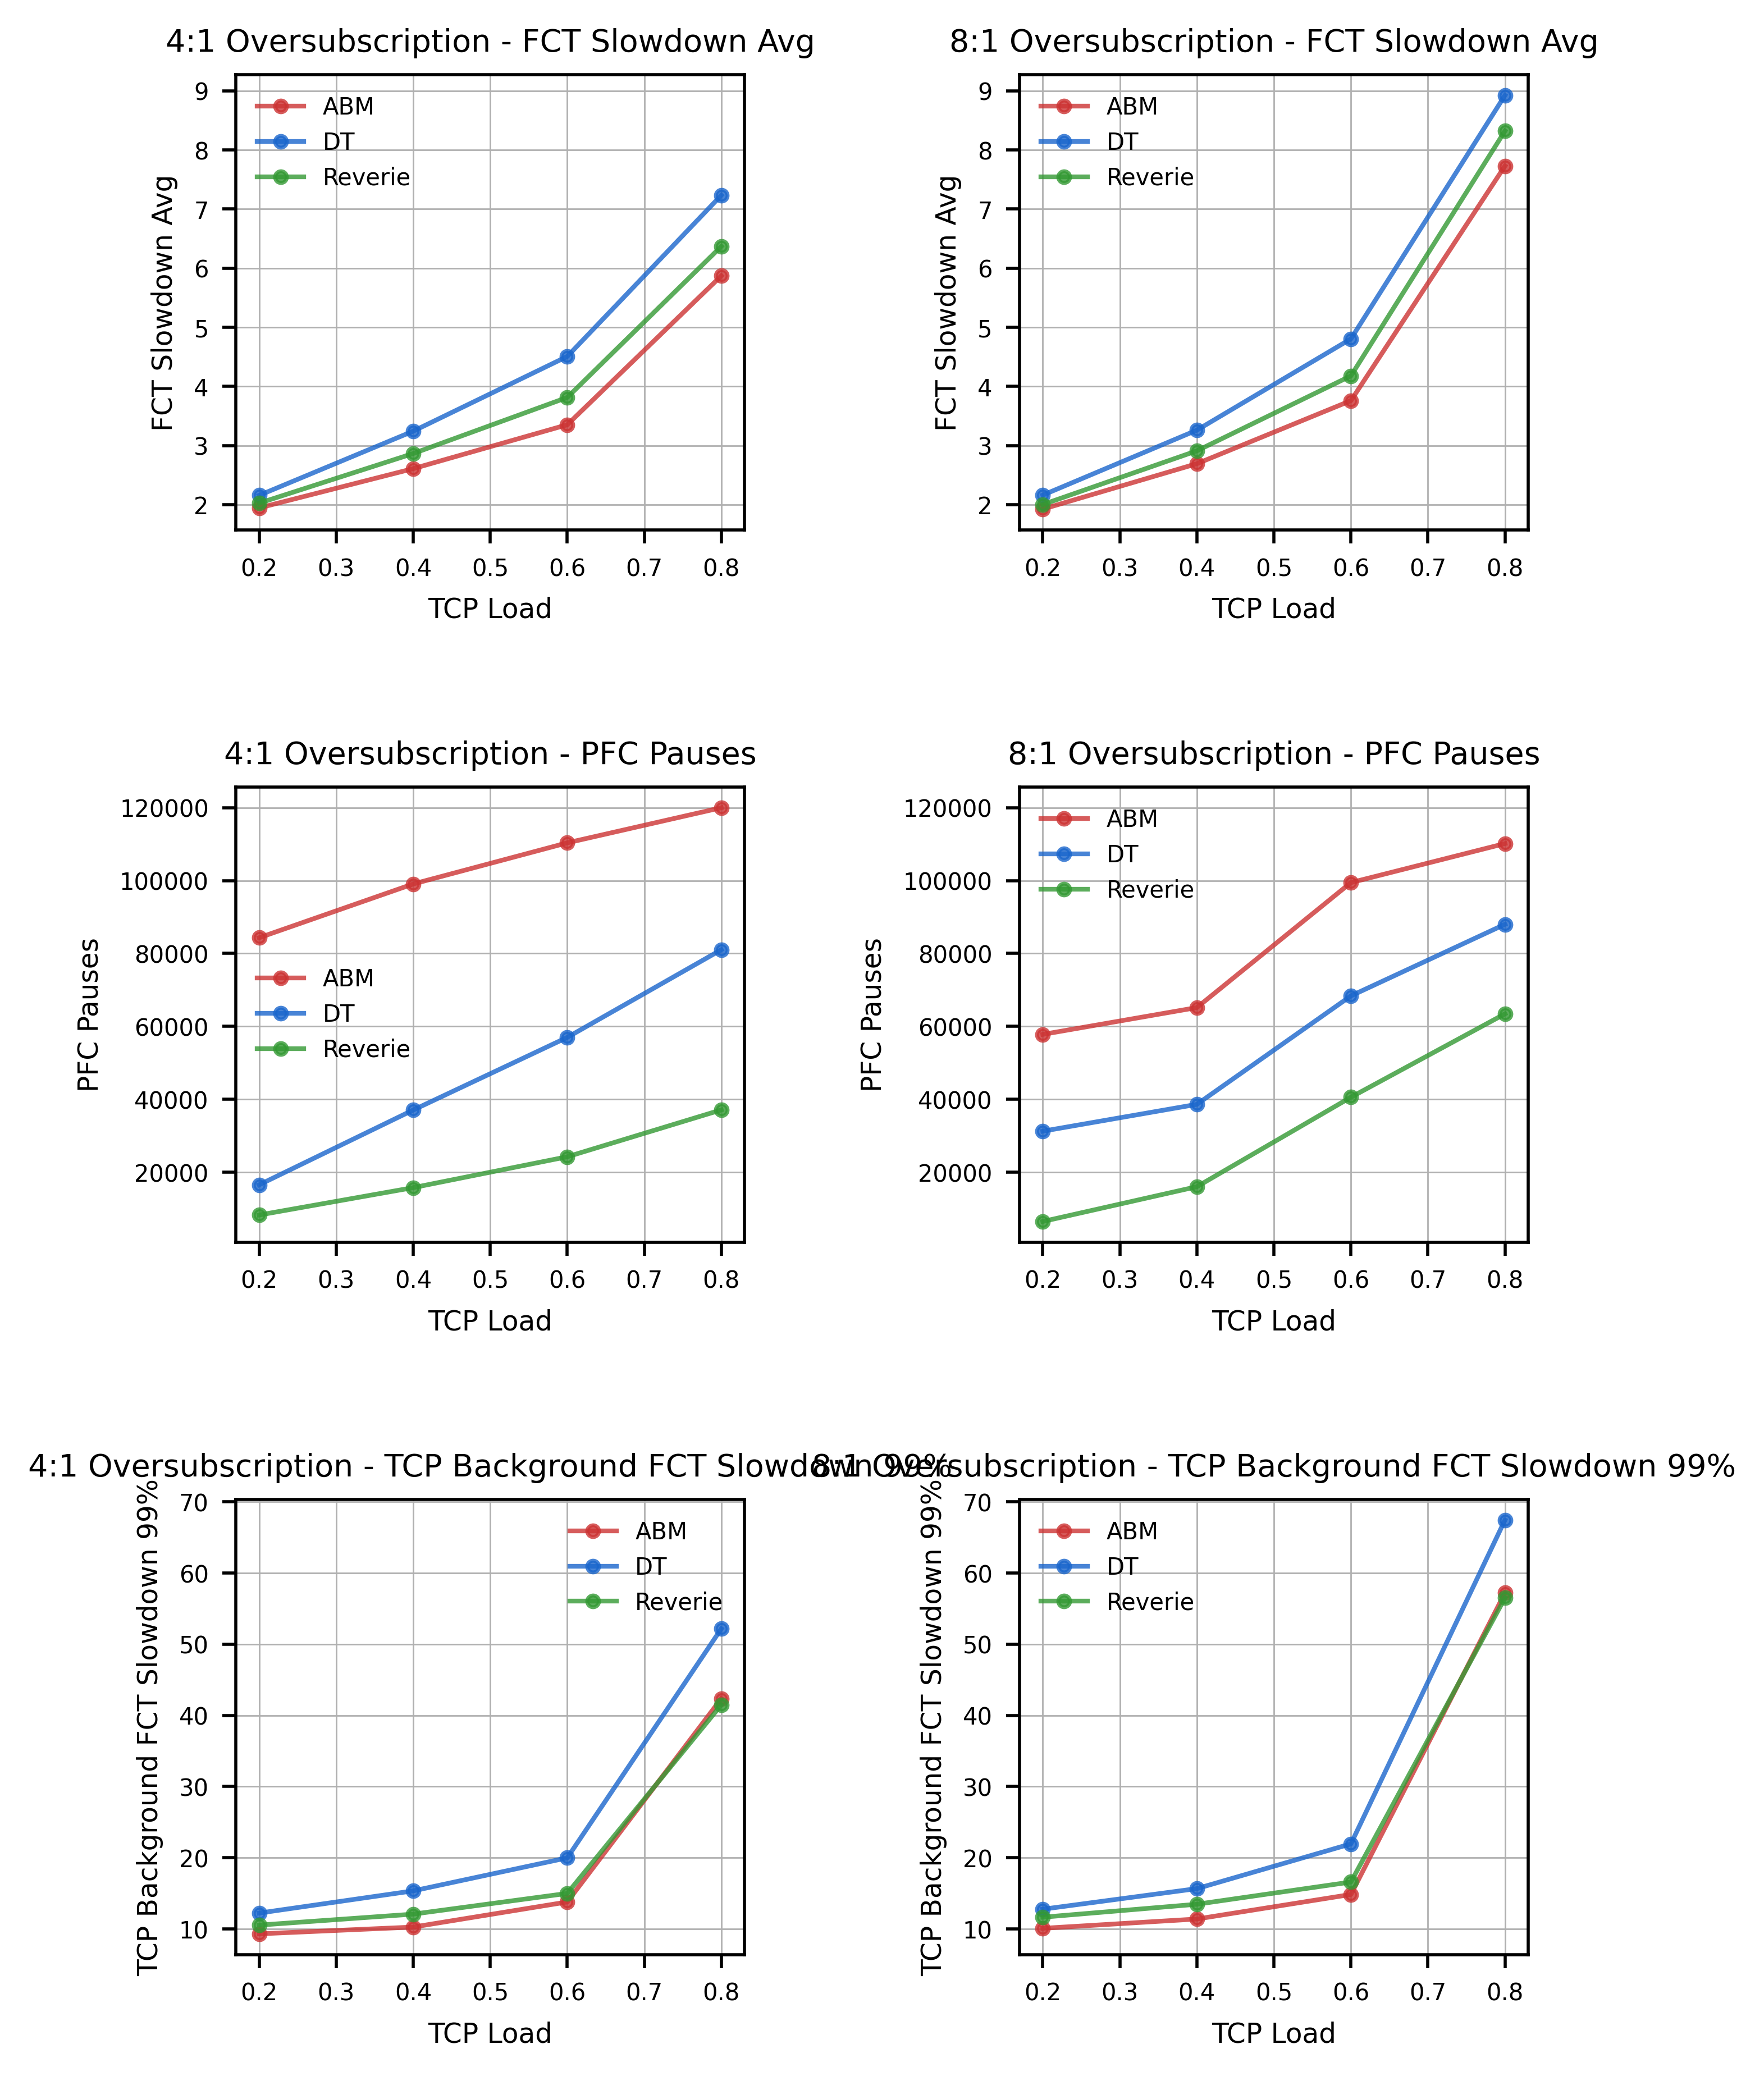 4:1 Oversubscription - FCT Slowdown Avg
FCT Slowdown Avg
9
8
7
6
5
4
3
2
ABM
DT
Reverie
0.2 0.3 0.4 0.5 0.6 0.7 0.8
TCP Load
8:1 Oversubscription - FCT Slowdown Avg
FCT Slowdown Avg
9
8
7
6
5
4
3
2
ABM
DT
Reverie
0.2 0.3 0.4 0.5 0.6 0.7 0.8
TCP Load
4:1 Oversubscription - PFC Pauses
PFC Pauses
120000
100000
80000
60000
40000
20000
ABM
DT
Reverie
0.2 0.3 0.4 0.5 0.6 0.7 0.8
TCP Load
8:1 Oversubscription - PFC Pauses
PFC Pauses
120000
100000
80000
60000
40000
20000
ABM
DT
Reverie
0.2 0.3 0.4 0.5 0.6 0.7 0.8
TCP Load
4:1 Oversubscription - TCP Background FCT Slowdown 99%
TCP Background FCT Slowdown 99%
70
60
50
40
30
20
10
ABM
DT
Reverie
0.2 0.3 0.4 0.5 0.6 0.7 0.8
TCP Load
8:1 Oversubscription - TCP Background FCT Slowdown 99%
TCP Background FCT Slowdown 99%
70
60
50
40
30
20
10
ABM
DT
Reverie
0.2 0.3 0.4 0.5 0.6 0.7 0.8
TCP Load